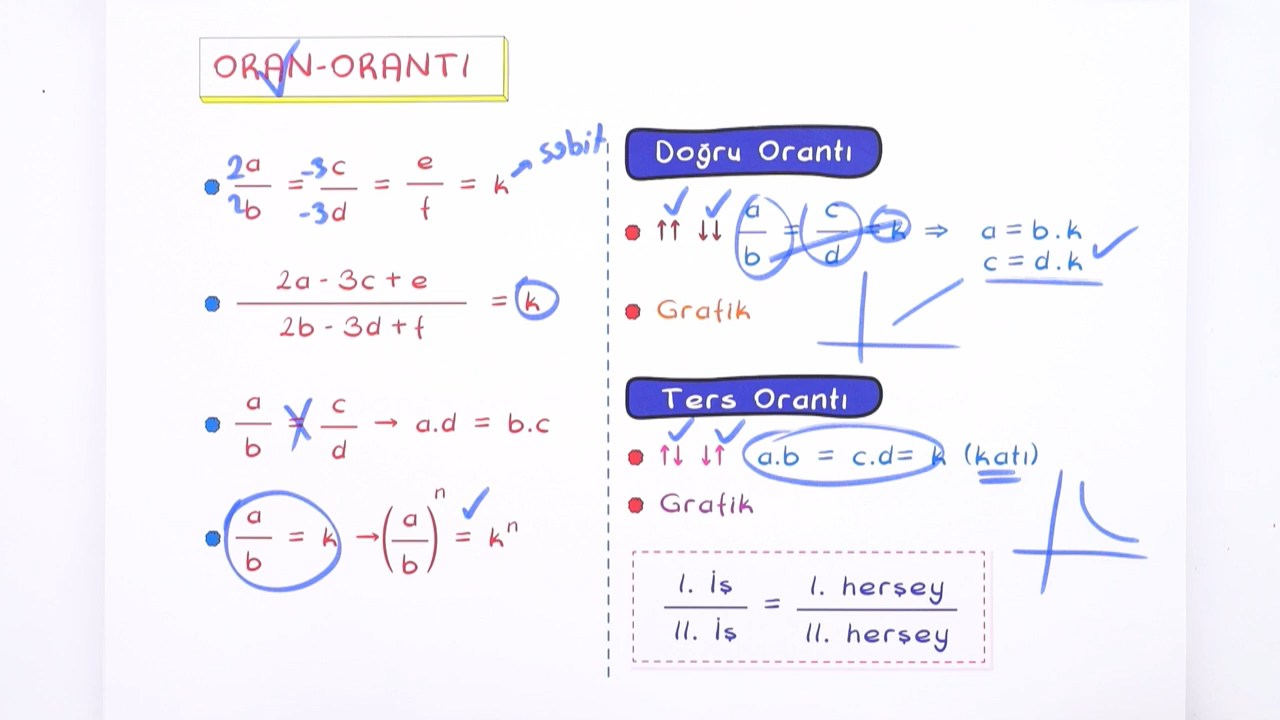 ORAN-ORANTI
2a/2b = -3c/-3d = e/f = k → sabit
2a - 3c + e / 2b - 3d + f = k
a/b = c/d → a.d = b.c
a/b = k → (a/b)ⁿ = kⁿ
Doğru Orantı
↑↑ ↓↓ a/b = c/d = k ⇒ a = b.k
c = d.k
Grafik
Ters Orantı
↑↓ ↓↑ a.b = c.d = k (katı)
Grafik
I. İş / II. İş = I. herşey / II. herşey